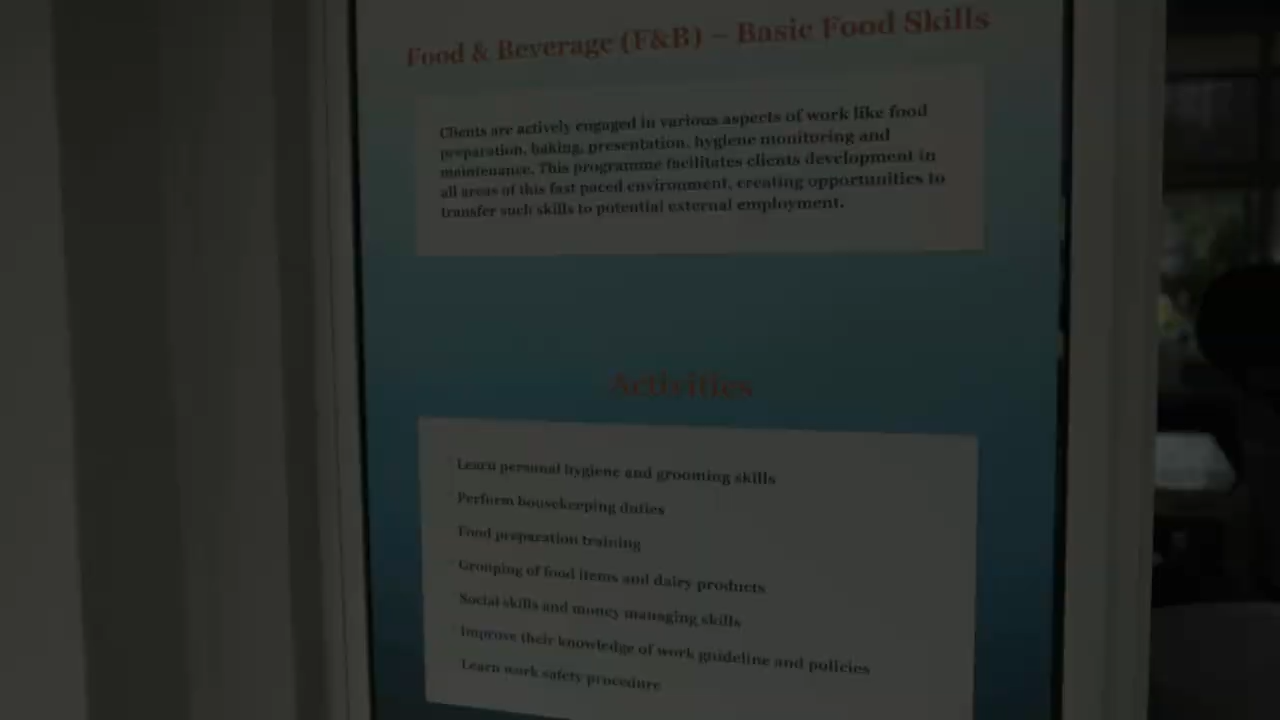 Food & Beverage (F&B) – Basic Food Skills
Clients are actively engaged in various aspects of work like food
preparation, baking, presentation, hygiene monitoring and
maintenance. This programme facilitates clients development in
all areas of this fast paced environment, creating opportunities to
transfer such skills to potential external employment.
Activities
Learn personal hygiene and grooming skills
Perform housekeeping duties
Food preparation training
Grouping of food items and dairy products
Social skills and money managing skills
Improve their knowledge of work guideline and policies
Learn work safety procedure